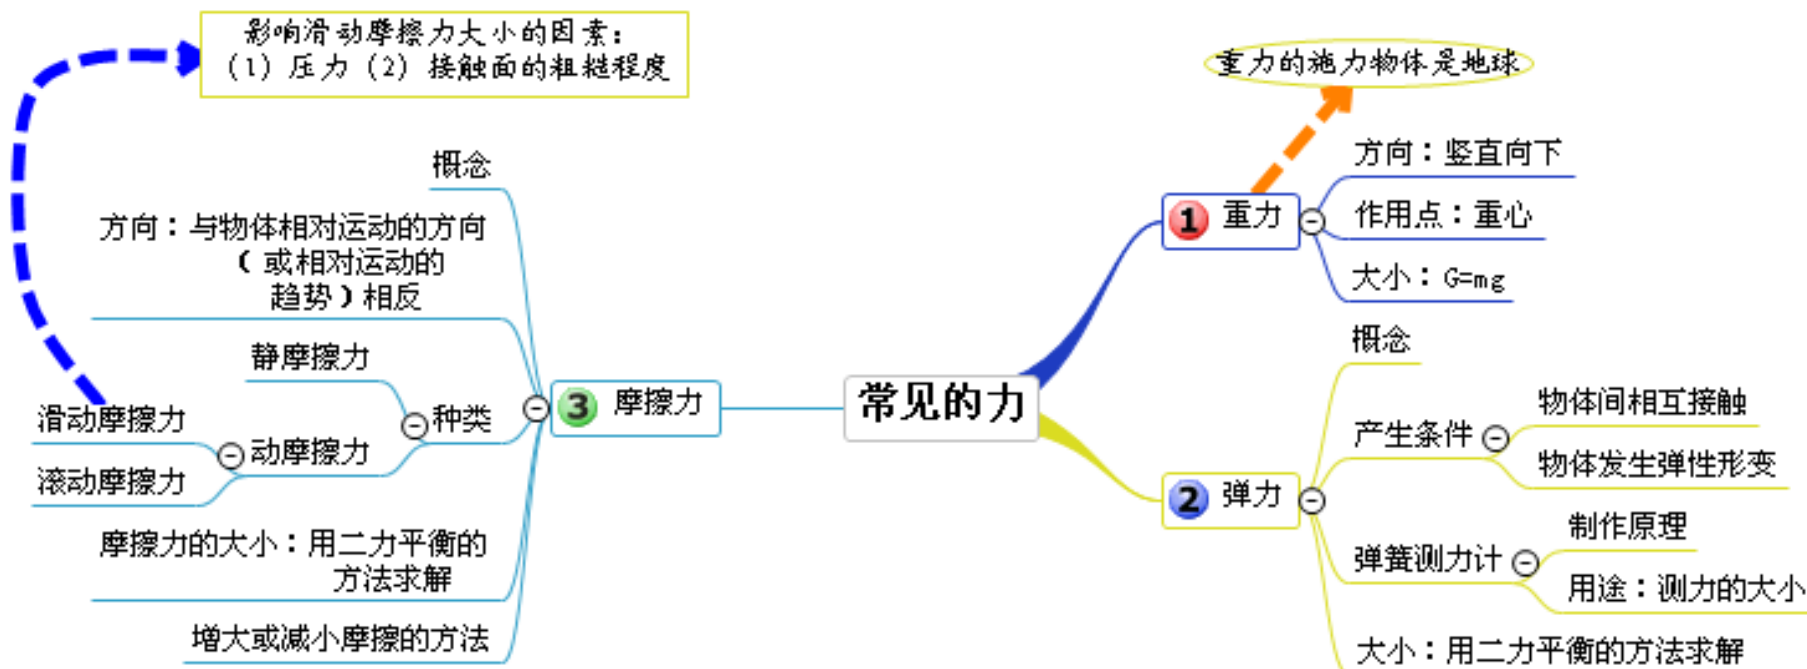 影响滑动摩擦力大小的因素：
（1）压力（2）接触面的粗糙程度
概念
方向：与物体相对运动的方向
（或相对运动的
趋势）相反
静摩擦力
滑动摩擦力
种类
动摩擦力
滚动摩擦力
摩擦力的大小：用二力平衡的
方法求解
增大或减小摩擦的方法
3 摩擦力
常见的力
重力的施力物体是地球
1 重力
方向：竖直向下
作用点：重心
大小：G=mg
2 弹力
概念
产生条件
物体间相互接触
物体发生弹性形变
弹簧测力计
制作原理
用途：测力的大小
大小：用二力平衡的方法求解